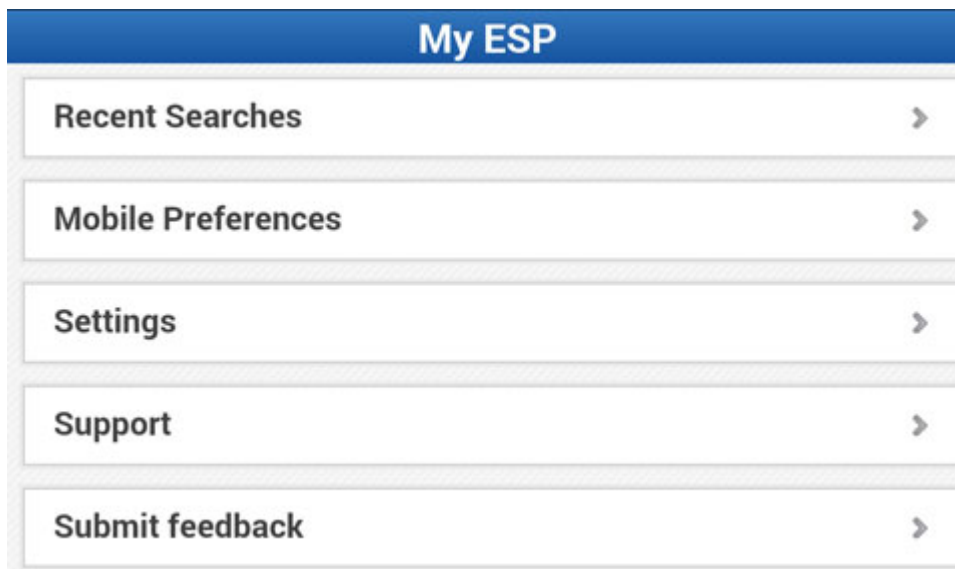 My ESP
Recent Searches
Mobile Preferences
Settings
Support
Submit feedback